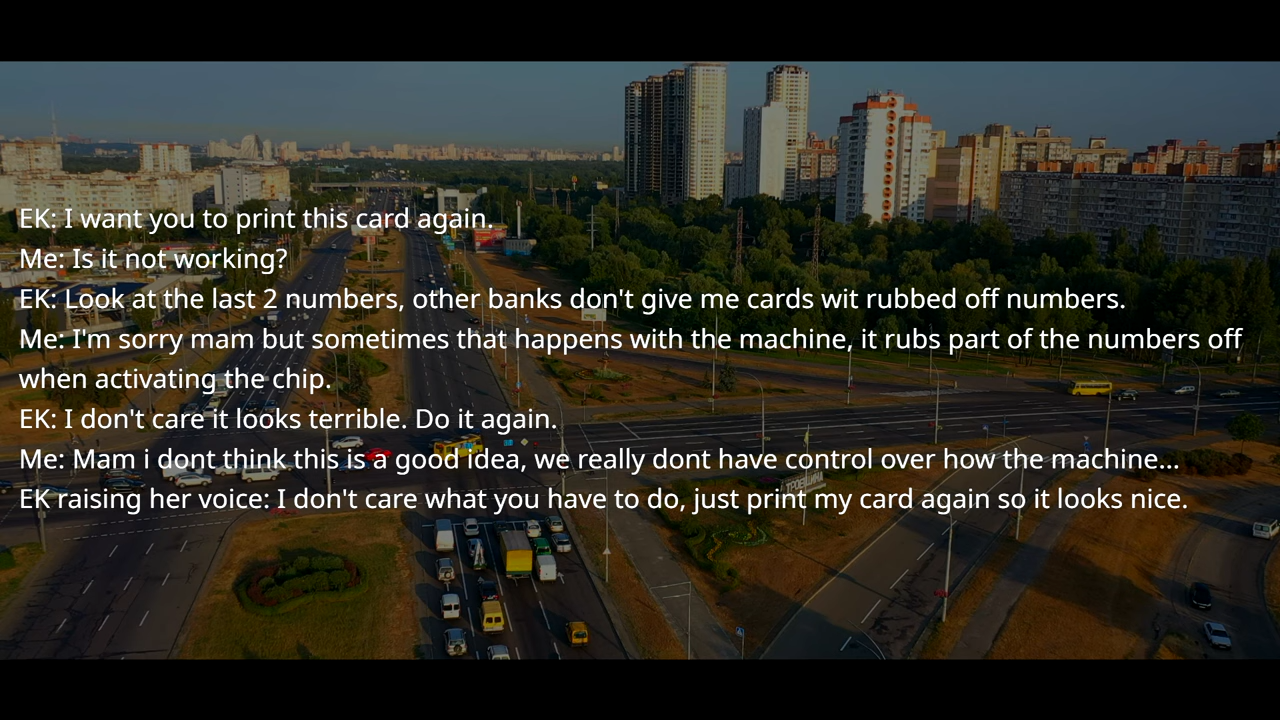 EK: I want you to print this card again.
Me: Is it not working?
EK: Look at the last 2 numbers, other banks don't give me cards wit rubbed off numbers.
Me: I'm sorry mam but sometimes that happens with the machine, it rubs part of the numbers off
when activating the chip.
EK: I don't care it looks terrible. Do it again.
Me: Mam i dont think this is a good idea, we really dont have control over how the machine...
ТРОЕЩИНА
EK raising her voice: I don't care what you have to do, just print my card again so it looks nice.